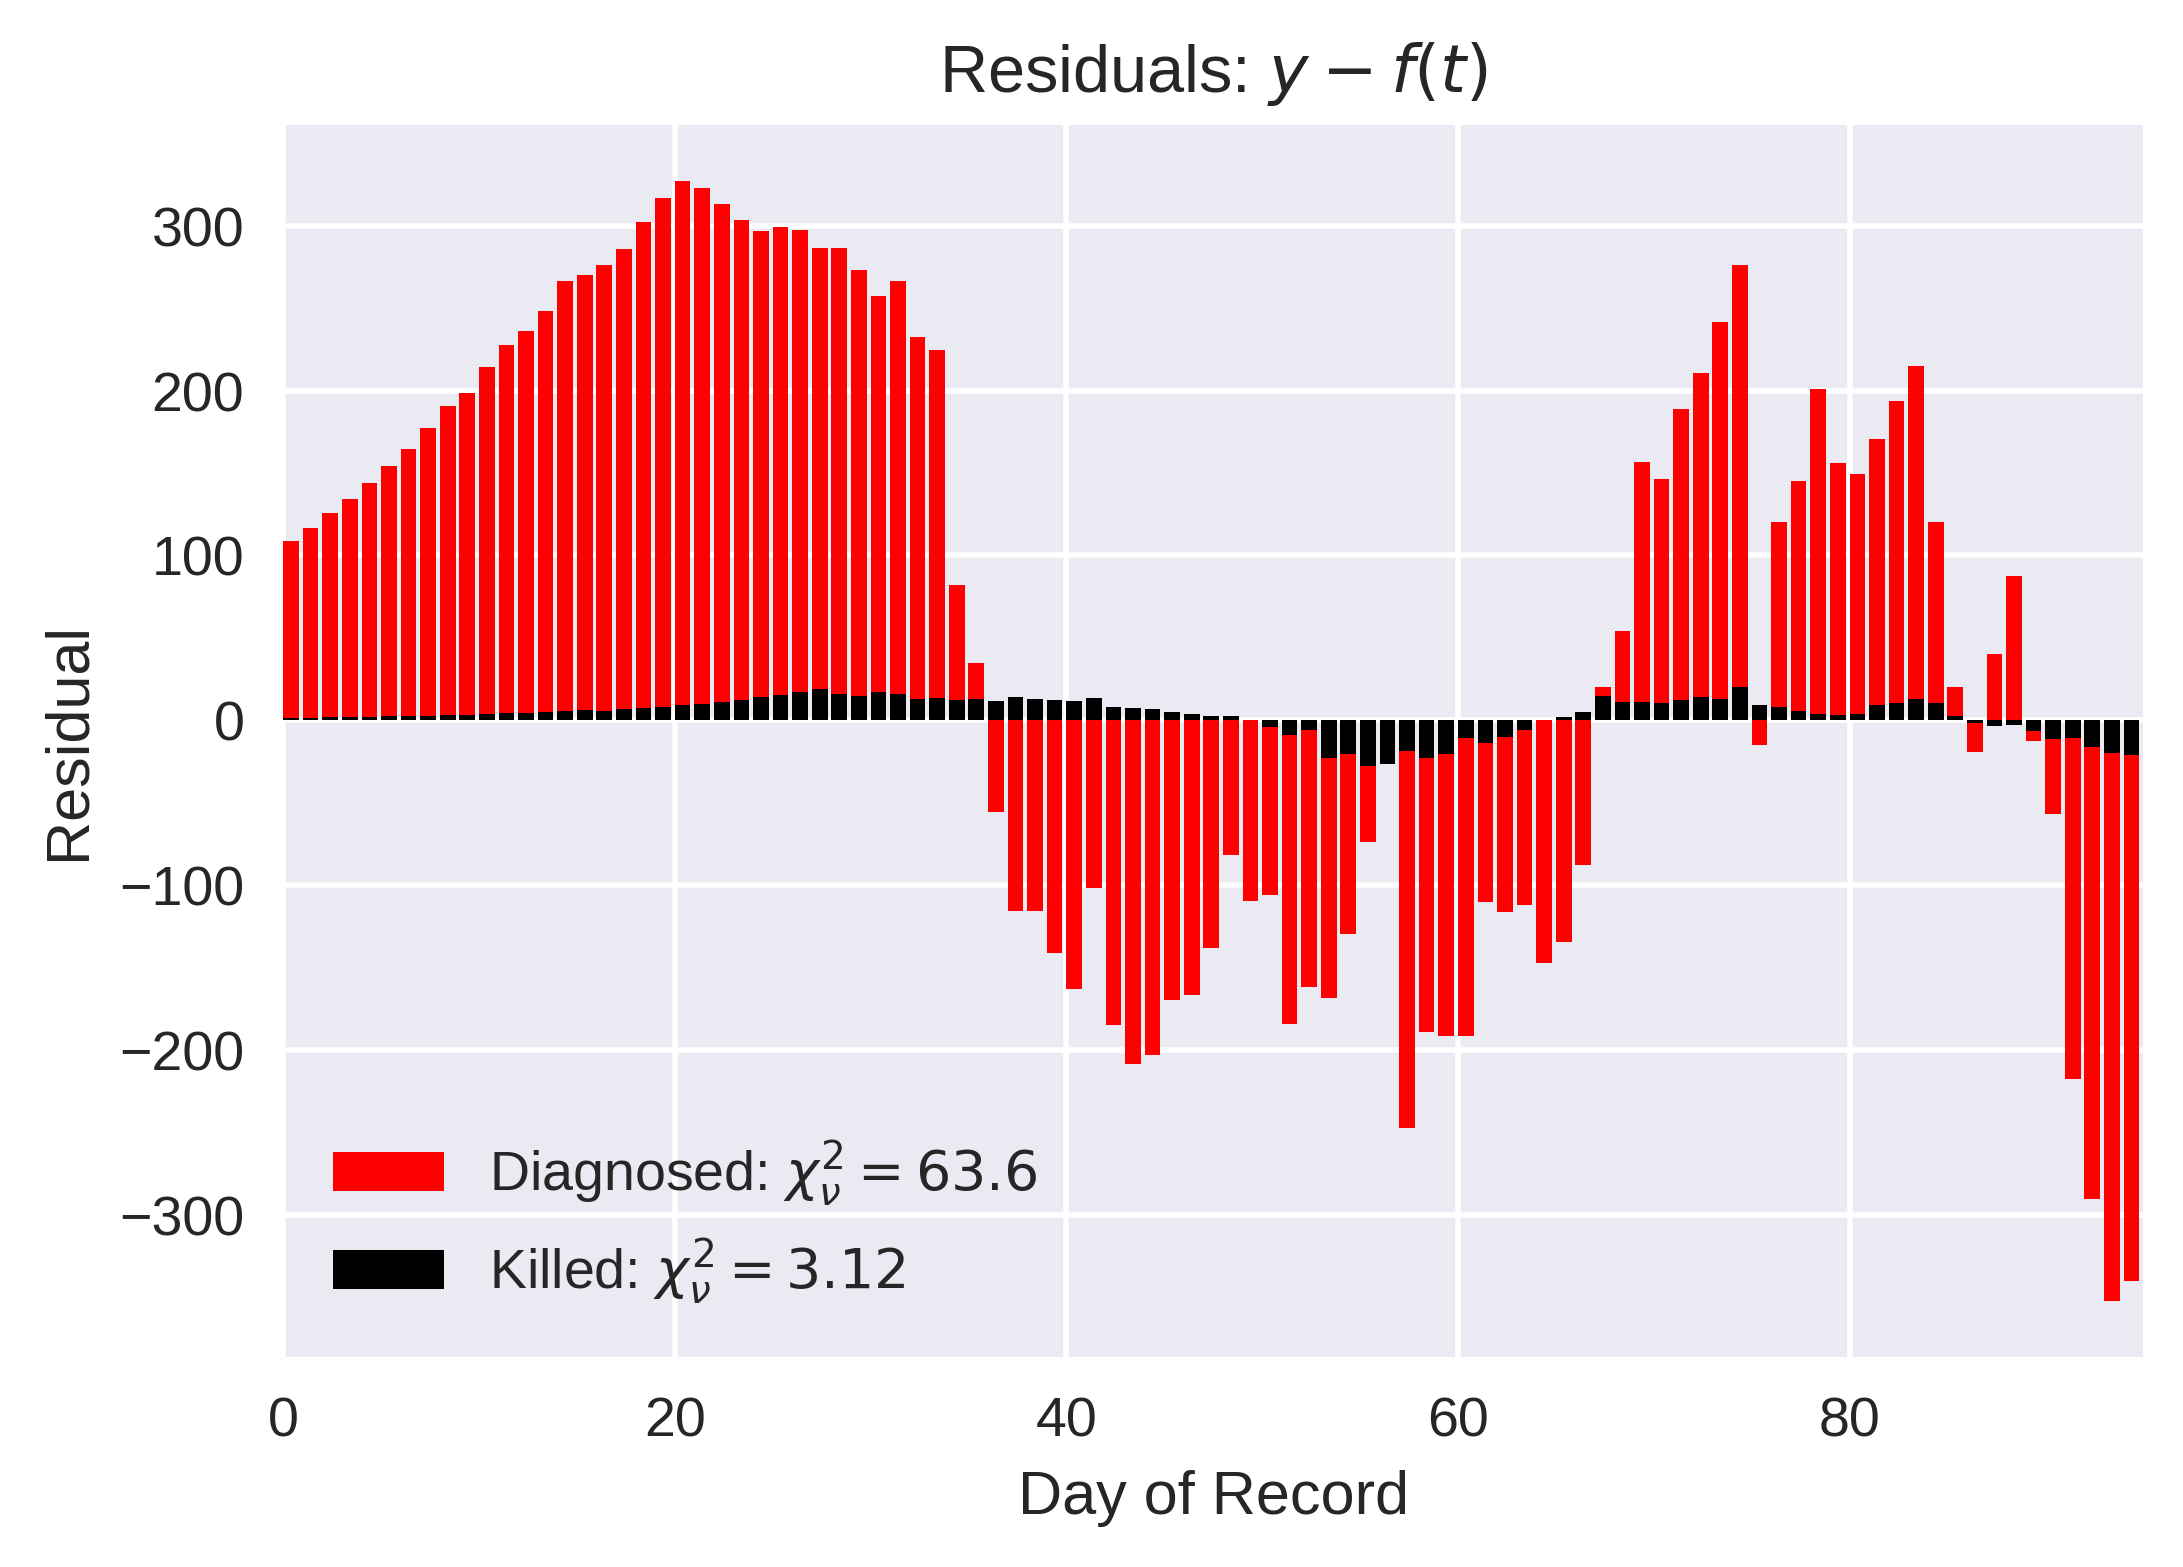 Residuals: y − f(t)
300
200
100
0
−100
−200
−300
Residual
Diagnosed: χ²ᵥ = 63.6
Killed: χ²ᵥ = 3.12
0 20 40 60 80
Day of Record